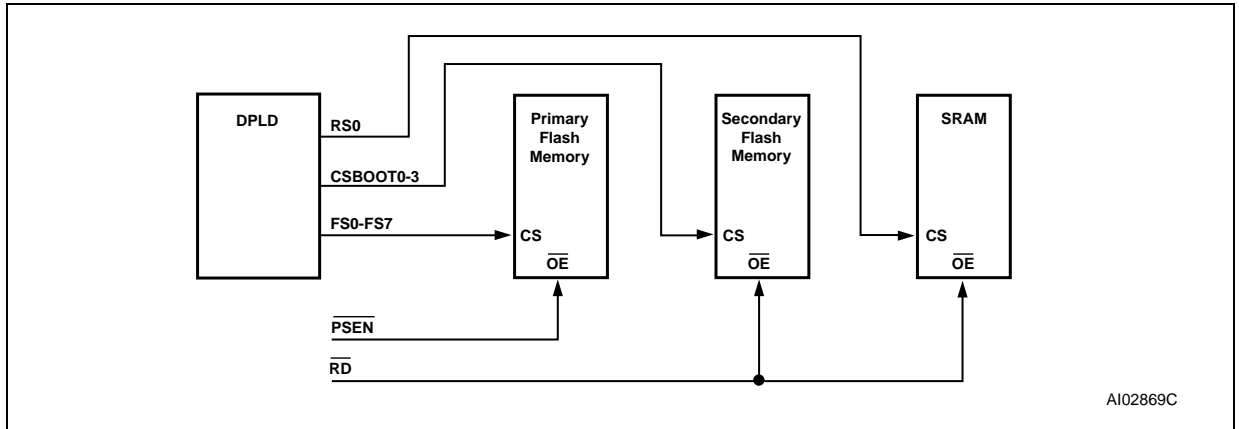 DPLD
RS0
CSBOOT0-3
FS0-FS7
Primary
Flash
Memory
CS
OE
Secondary
Flash
Memory
CS
OE
SRAM
CS
OE
PSEN
RD
AI02869C